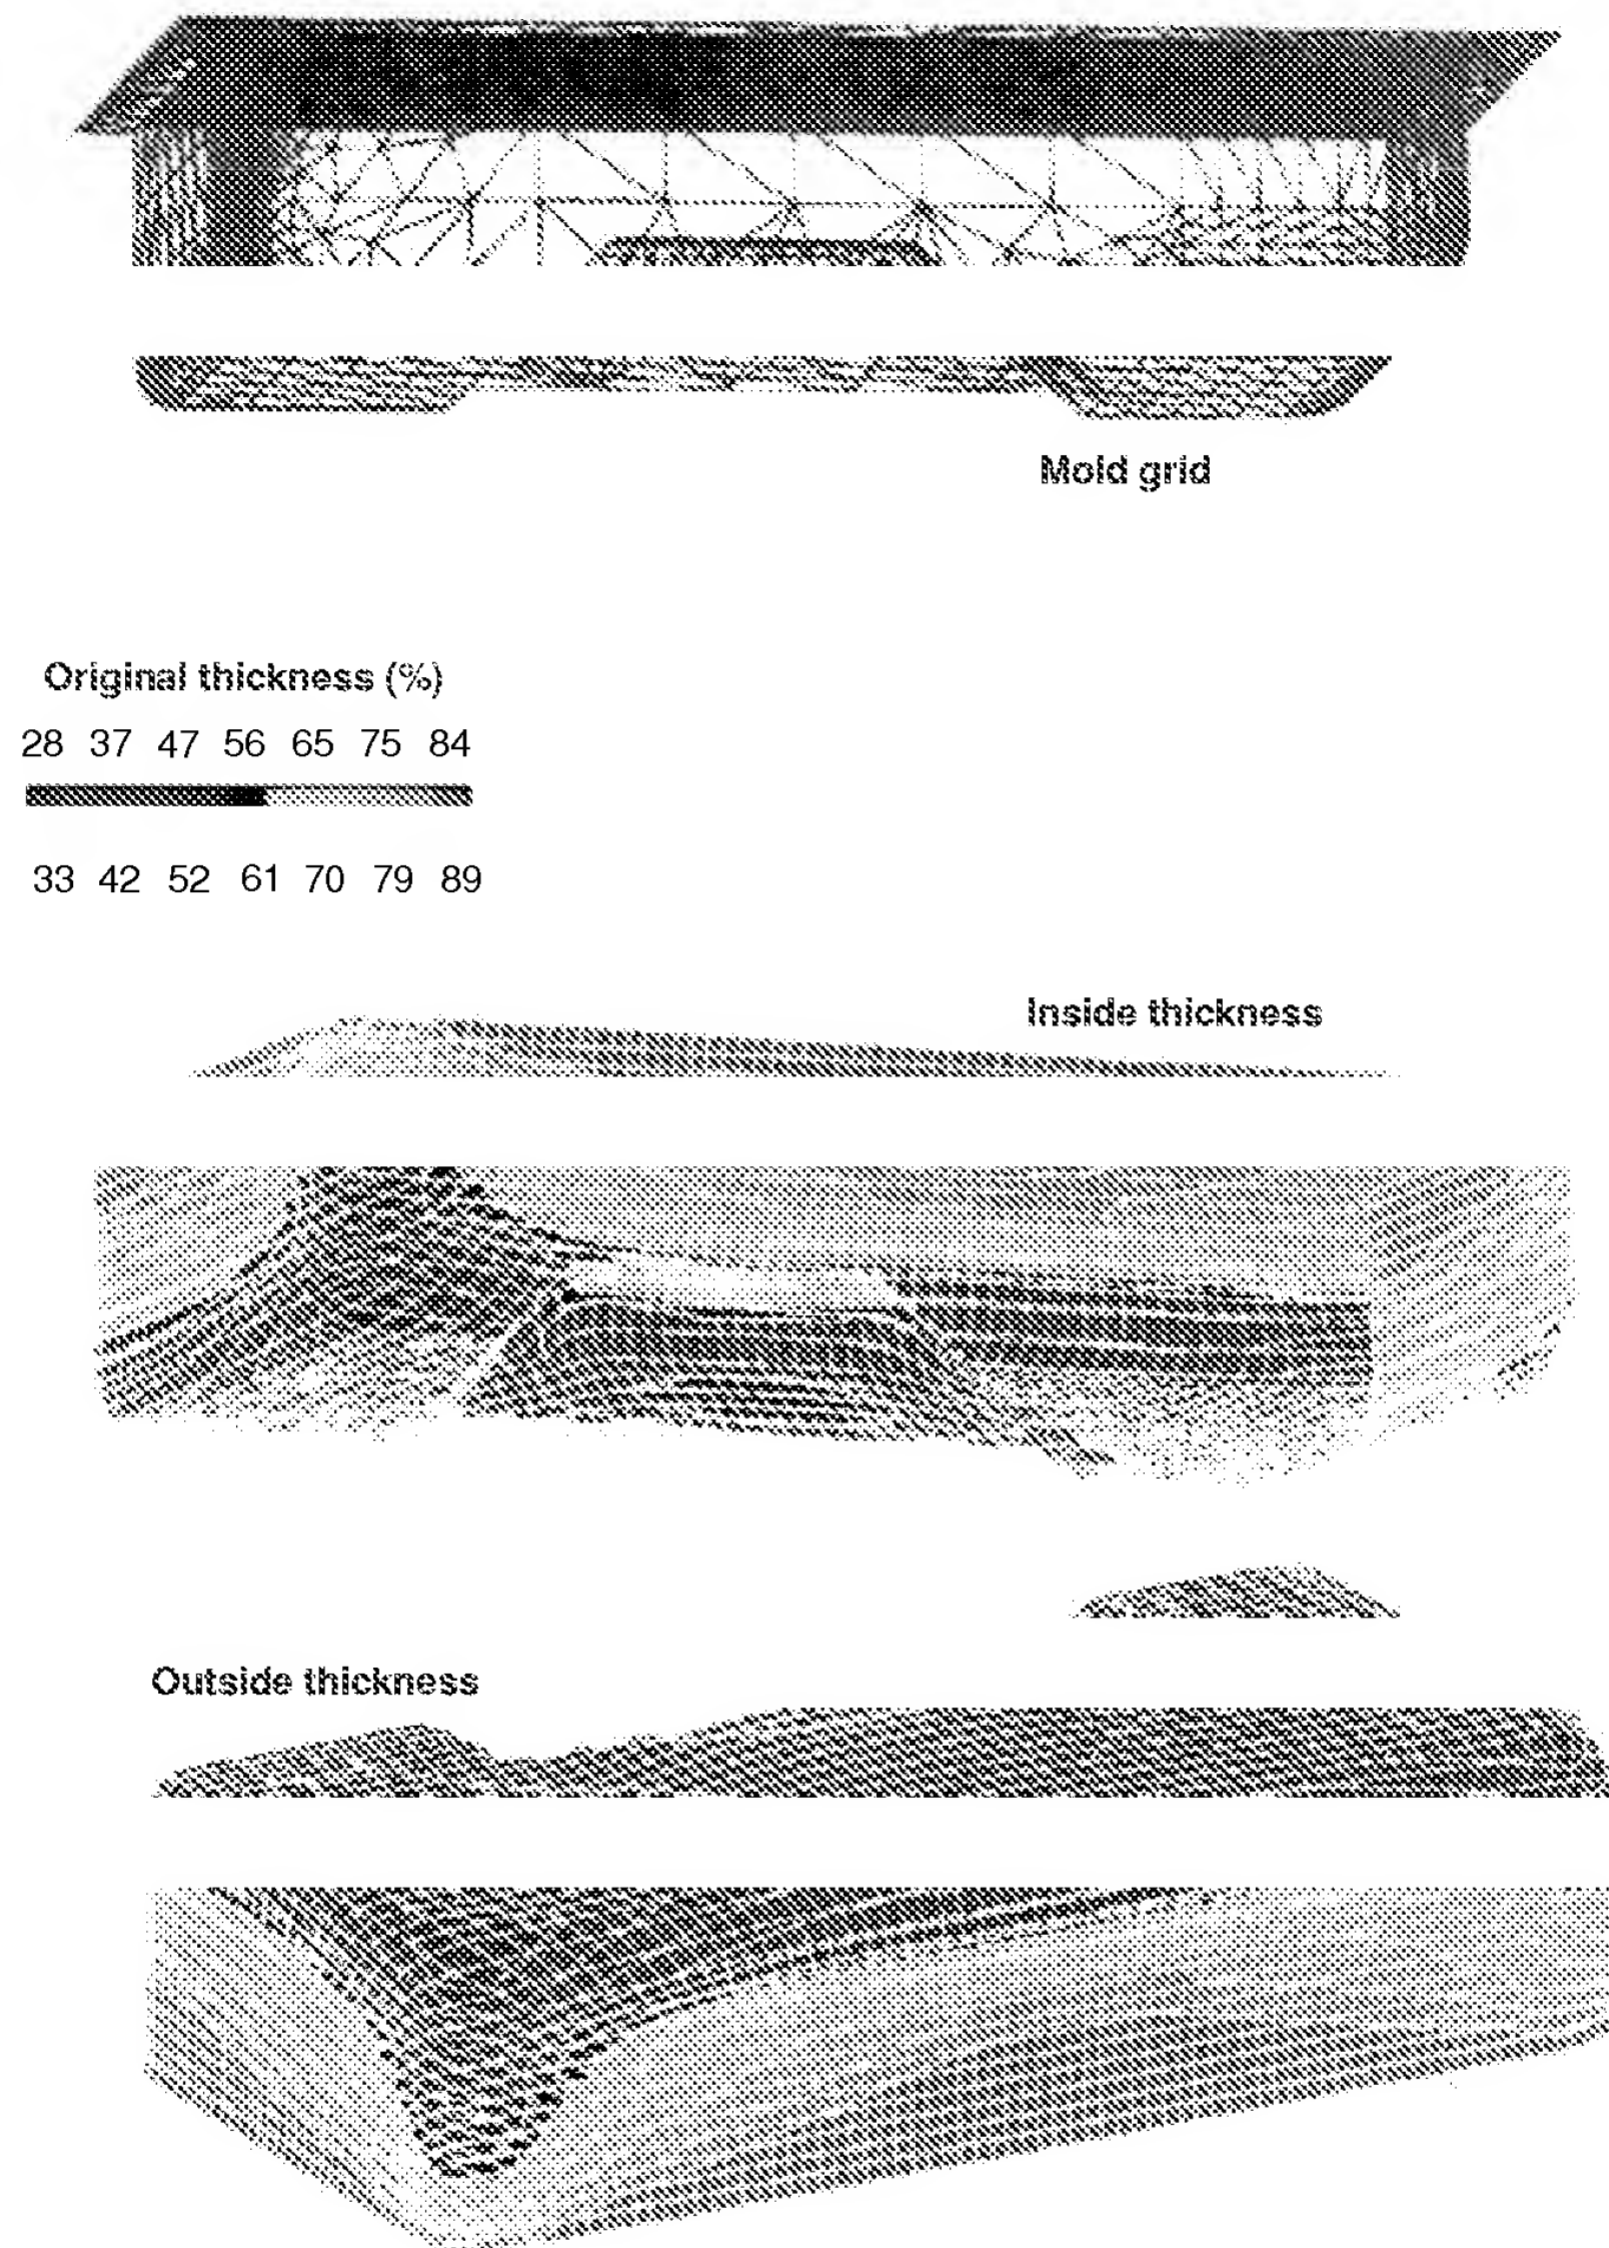 Mold grid
Original thickness (%)
28 37 47 56 65 75 84
33 42 52 61 70 79 89
Inside thickness
Outside thickness